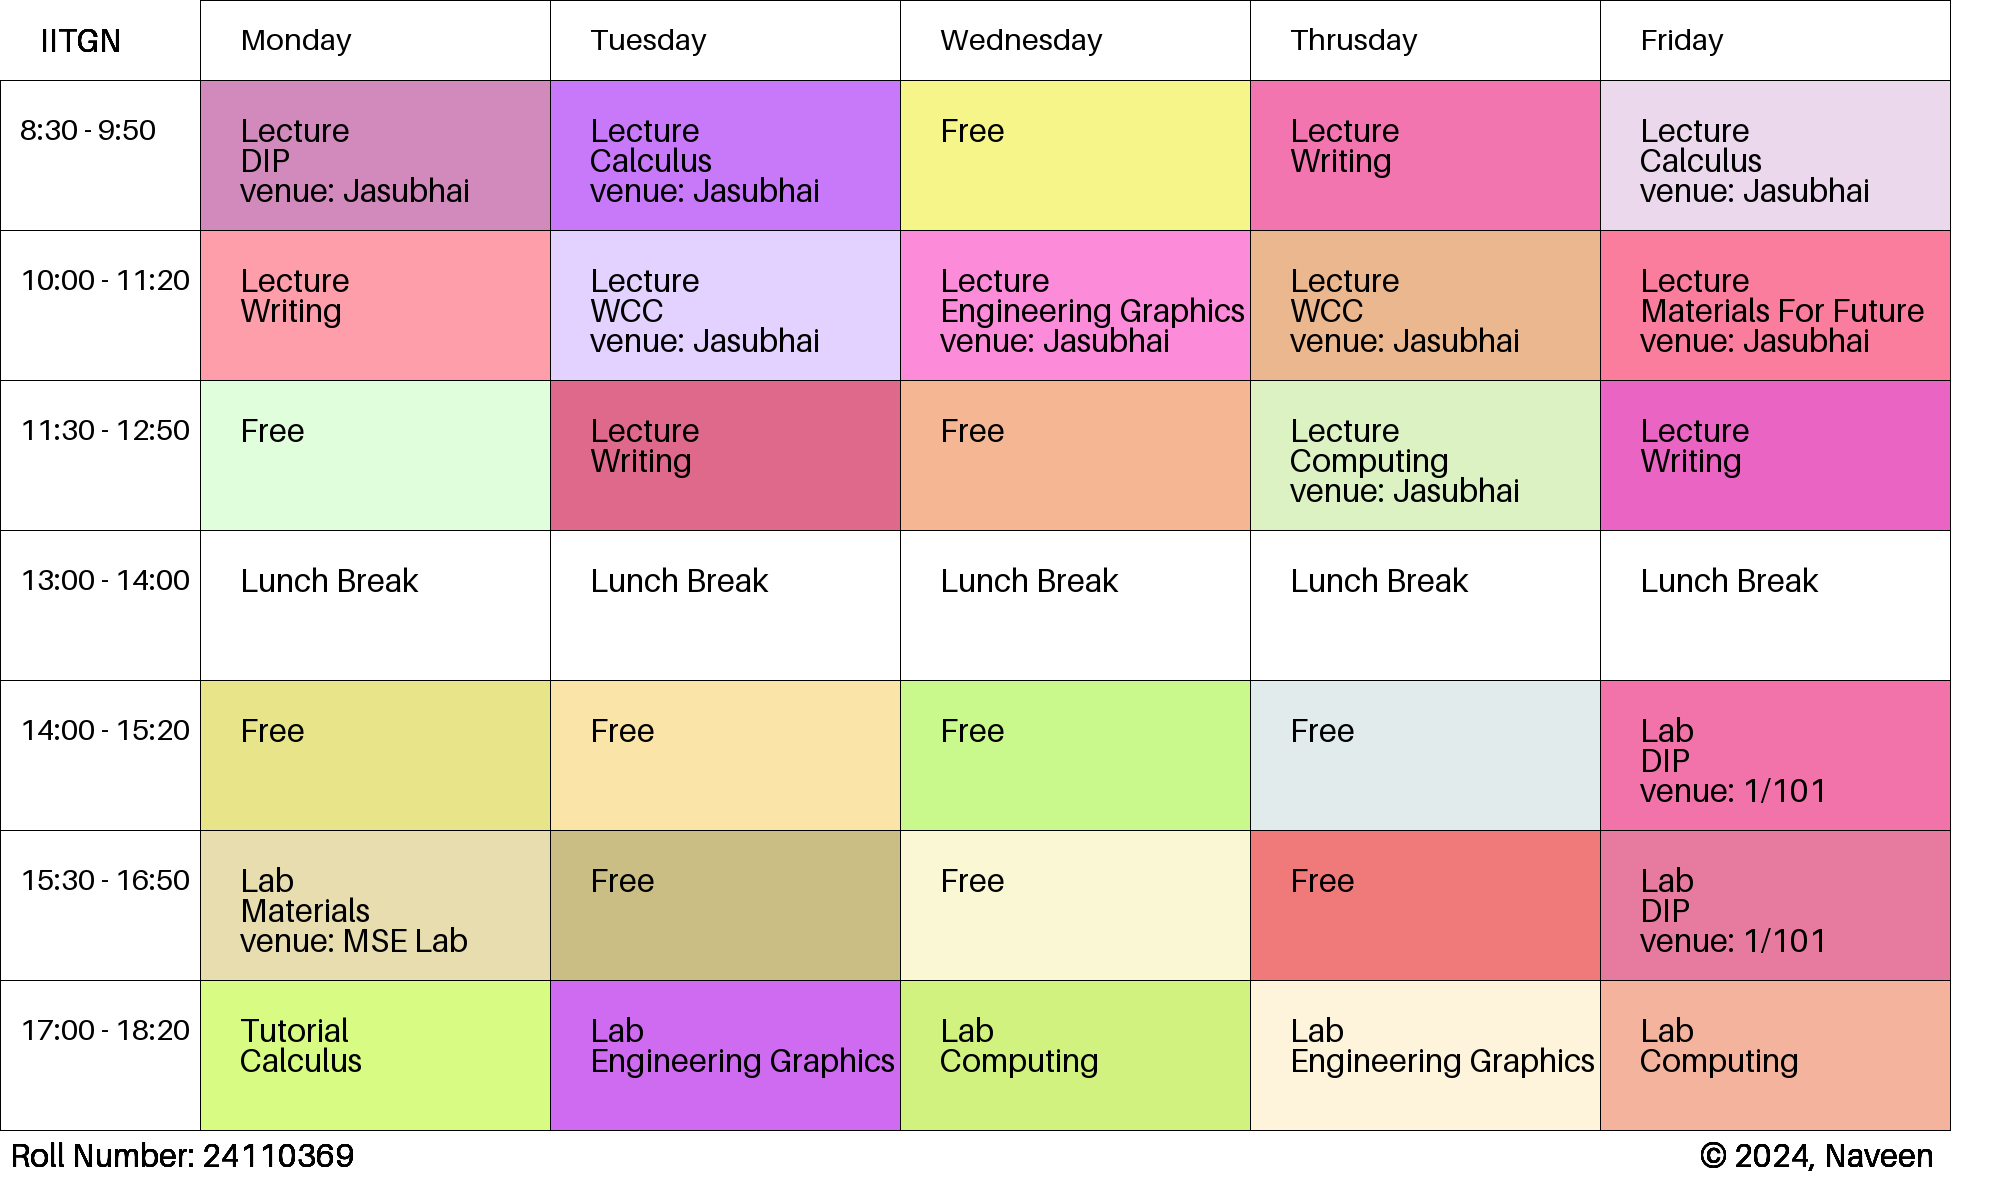 IITGN
Monday
Tuesday
Wednesday
Thrusday
Friday
8:30 - 9:50
Lecture
DIP
venue: Jasubhai
Lecture
Calculus
venue: Jasubhai
Free
Lecture
Writing
Lecture
Calculus
venue: Jasubhai
10:00 - 11:20
Lecture
Writing
Lecture
WCC
venue: Jasubhai
Lecture
Engineering Graphics
venue: Jasubhai
Lecture
WCC
venue: Jasubhai
Lecture
Materials For Future
venue: Jasubhai
11:30 - 12:50
Free
Lecture
Writing
Free
Lecture
Computing
venue: Jasubhai
Lecture
Writing
13:00 - 14:00
Lunch Break
Lunch Break
Lunch Break
Lunch Break
Lunch Break
14:00 - 15:20
Free
Free
Free
Free
Lab
DIP
venue: 1/101
15:30 - 16:50
Lab
Materials
venue: MSE Lab
Free
Free
Free
Lab
DIP
venue: 1/101
17:00 - 18:20
Tutorial
Calculus
Lab
Engineering Graphics
Lab
Computing
Lab
Engineering Graphics
Lab
Computing
Roll Number: 24110369
© 2024, Naveen